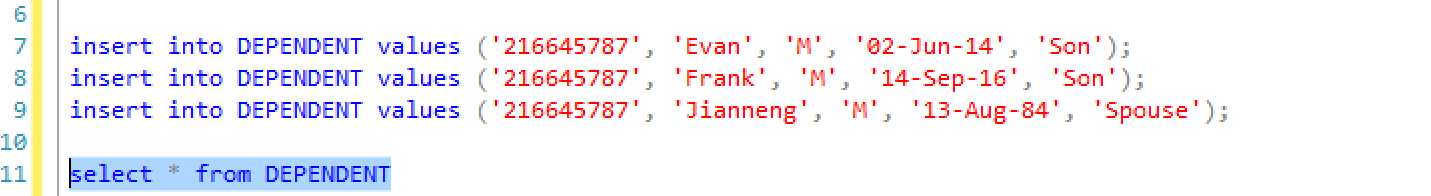 6
7 insert into DEPENDENT values ('216645787', 'Evan', 'M', '02-Jun-14', 'Son');
8 insert into DEPENDENT values ('216645787', 'Frank', 'M', '14-Sep-16', 'Son');
9 insert into DEPENDENT values ('216645787', 'Jianneng', 'M', '13-Aug-84', 'Spouse');
10
11 select * from DEPENDENT